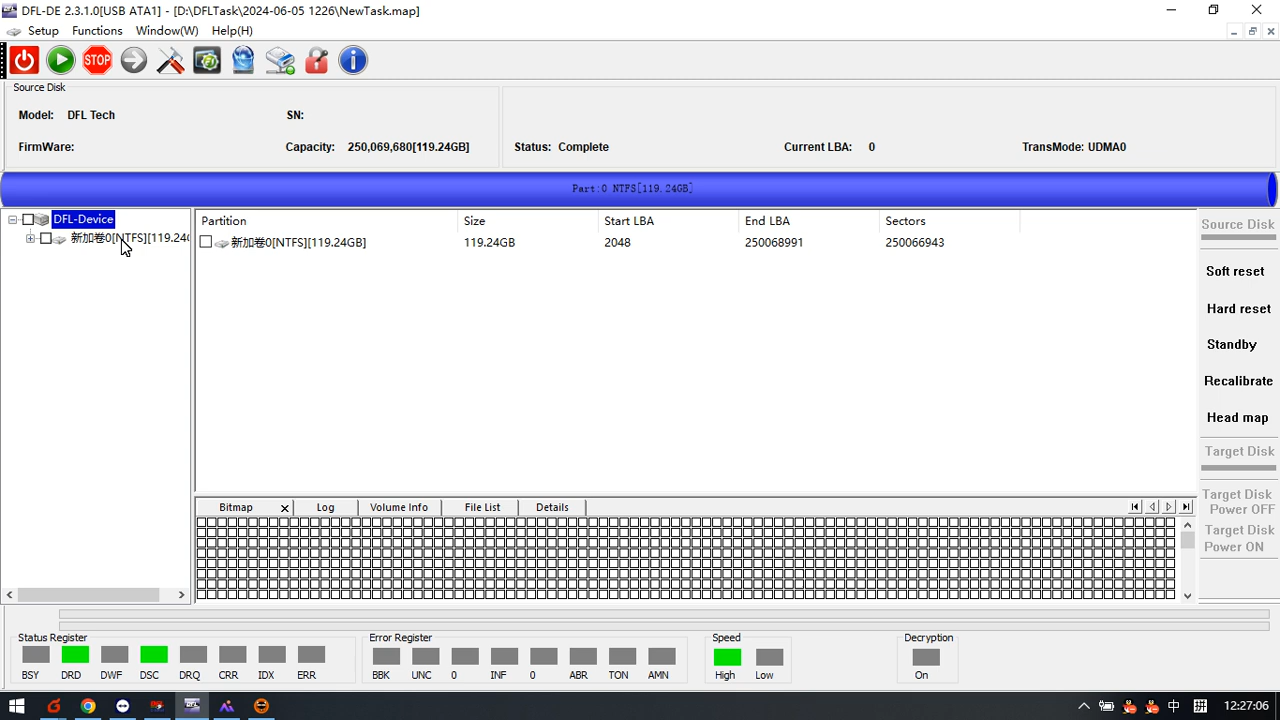 DFL-DE 2.3.1.0[USB ATA1] - [D:\DFLTask\2024-06-05 1226\NewTask.map]
Setup Functions Window(W) Help(H)
STOP
Source Disk
Model: DFL Tech SN:
FirmWare: Capacity: 250,069,680[119.24GB] Status: Complete Current LBA: 0 TransMode: UDMA0
Part:0 NTFS[119.24GB]
DFL-Device
新加卷0[NTFS][119.24(
Partition Size Start LBA End LBA Sectors
新加卷0[NTFS][119.24GB] 119.24GB 2048 250068991 250066943
Source Disk
Soft reset
Hard reset
Standby
Recalibrate
Head map
Target Disk
Target Disk
Power OFF
Target Disk
Power ON
Bitmap Log Volume Info File List Details
Status Register Error Register Speed Decryption
BSY DRD DWF DSC DRQ CRR IDX ERR BBK UNC 0 INF 0 ABR TON AMN High Low On
中 拼 12:27:06